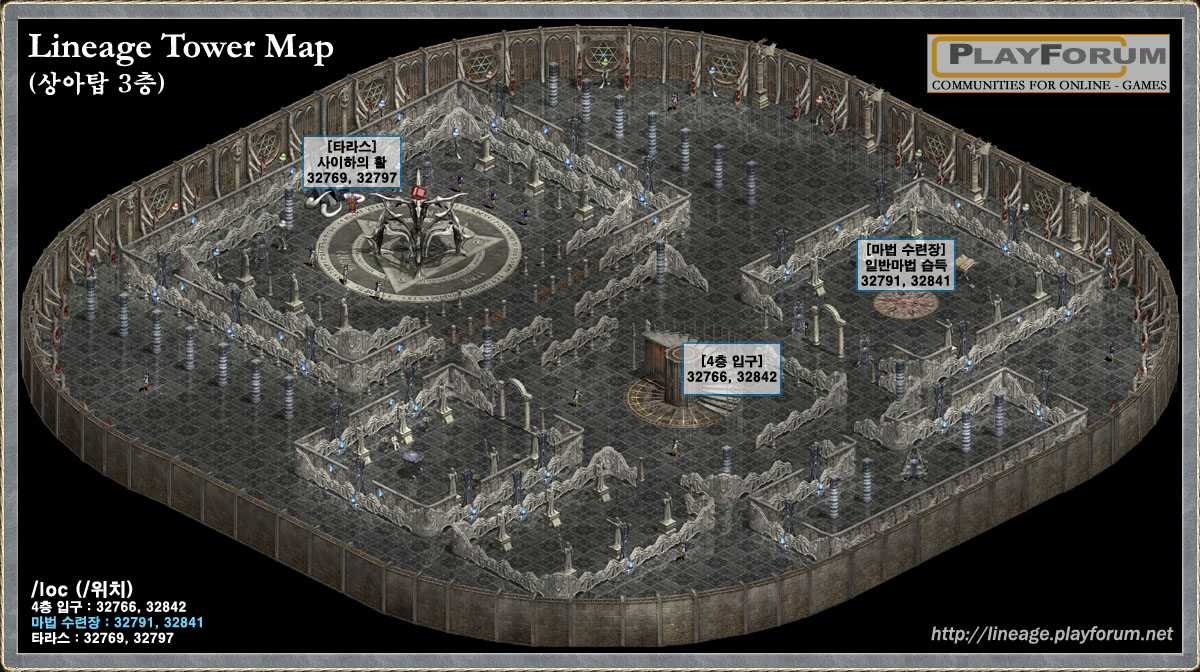 Lineage Tower Map
(상아탑 3층)
PLAYFORUM
COMMUNITIES FOR ONLINE - GAMES
[타라스]
사이하의 활
32769, 32797
[마법 수련장]
일반마법 습득
32791, 32841
[4층 입구]
32766, 32842
/loc (/위치)
4층 입구 : 32766, 32842
마법 수련장 : 32791, 32841
타라스 : 32769, 32797
http://lineage.playforum.net